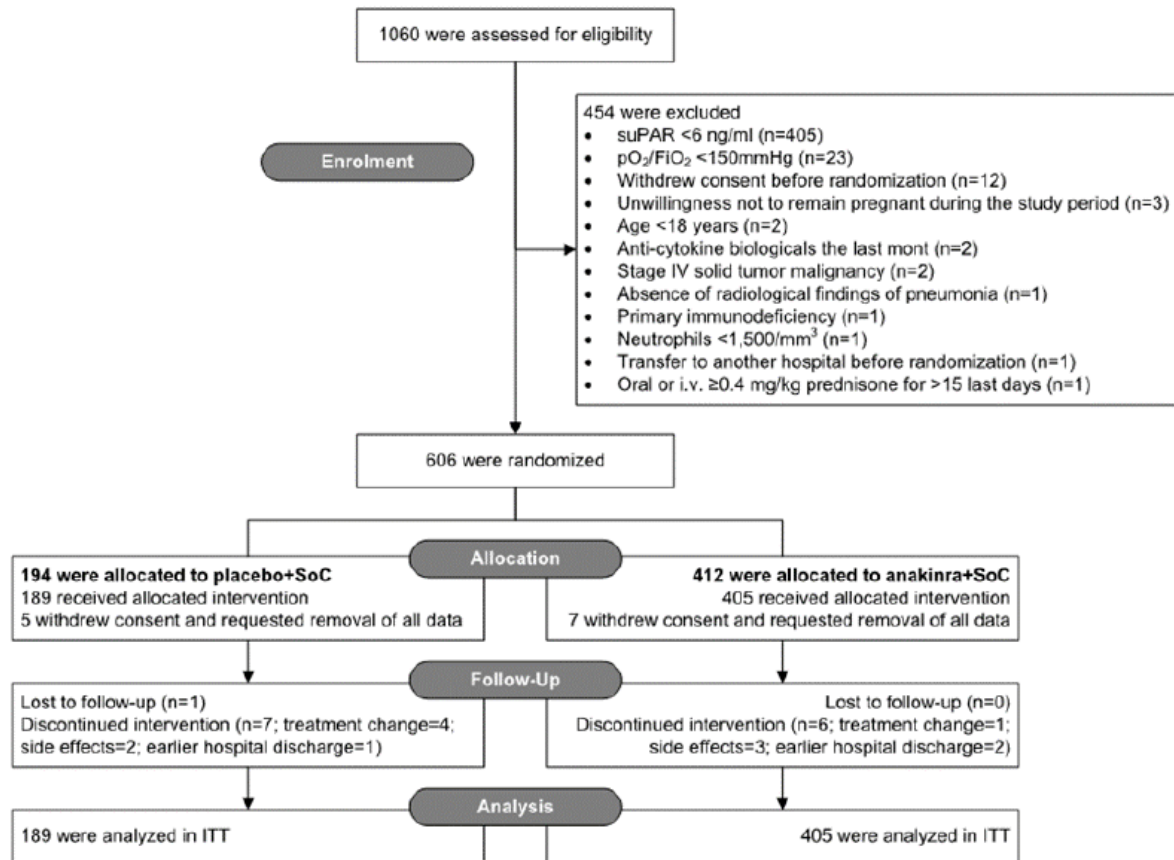 1060 were assessed for eligibility
454 were excluded
• suPAR <6 ng/ml (n=405)
• pO₂/FiO₂ <150mmHg (n=23)
• Withdrew consent before randomization (n=12)
• Unwillingness not to remain pregnant during the study period (n=3)
• Age <18 years (n=2)
• Anti-cytokine biologicals the last mont (n=2)
• Stage IV solid tumor malignancy (n=2)
• Absence of radiological findings of pneumonia (n=1)
• Primary immunodeficiency (n=1)
• Neutrophils <1,500/mm³ (n=1)
• Transfer to another hospital before randomization (n=1)
• Oral or i.v. ≥0.4 mg/kg prednisone for >15 last days (n=1)
Enrolment
606 were randomized
Allocation
194 were allocated to placebo+SoC
189 received allocated intervention
5 withdrew consent and requested removal of all data
412 were allocated to anakinra+SoC
405 received allocated intervention
7 withdrew consent and requested removal of all data
Follow-Up
Lost to follow-up (n=1)
Discontinued intervention (n=7; treatment change=4;
side effects=2; earlier hospital discharge=1)
Lost to follow-up (n=0)
Discontinued intervention (n=6; treatment change=1;
side effects=3; earlier hospital discharge=2)
Analysis
189 were analyzed in ITT
405 were analyzed in ITT